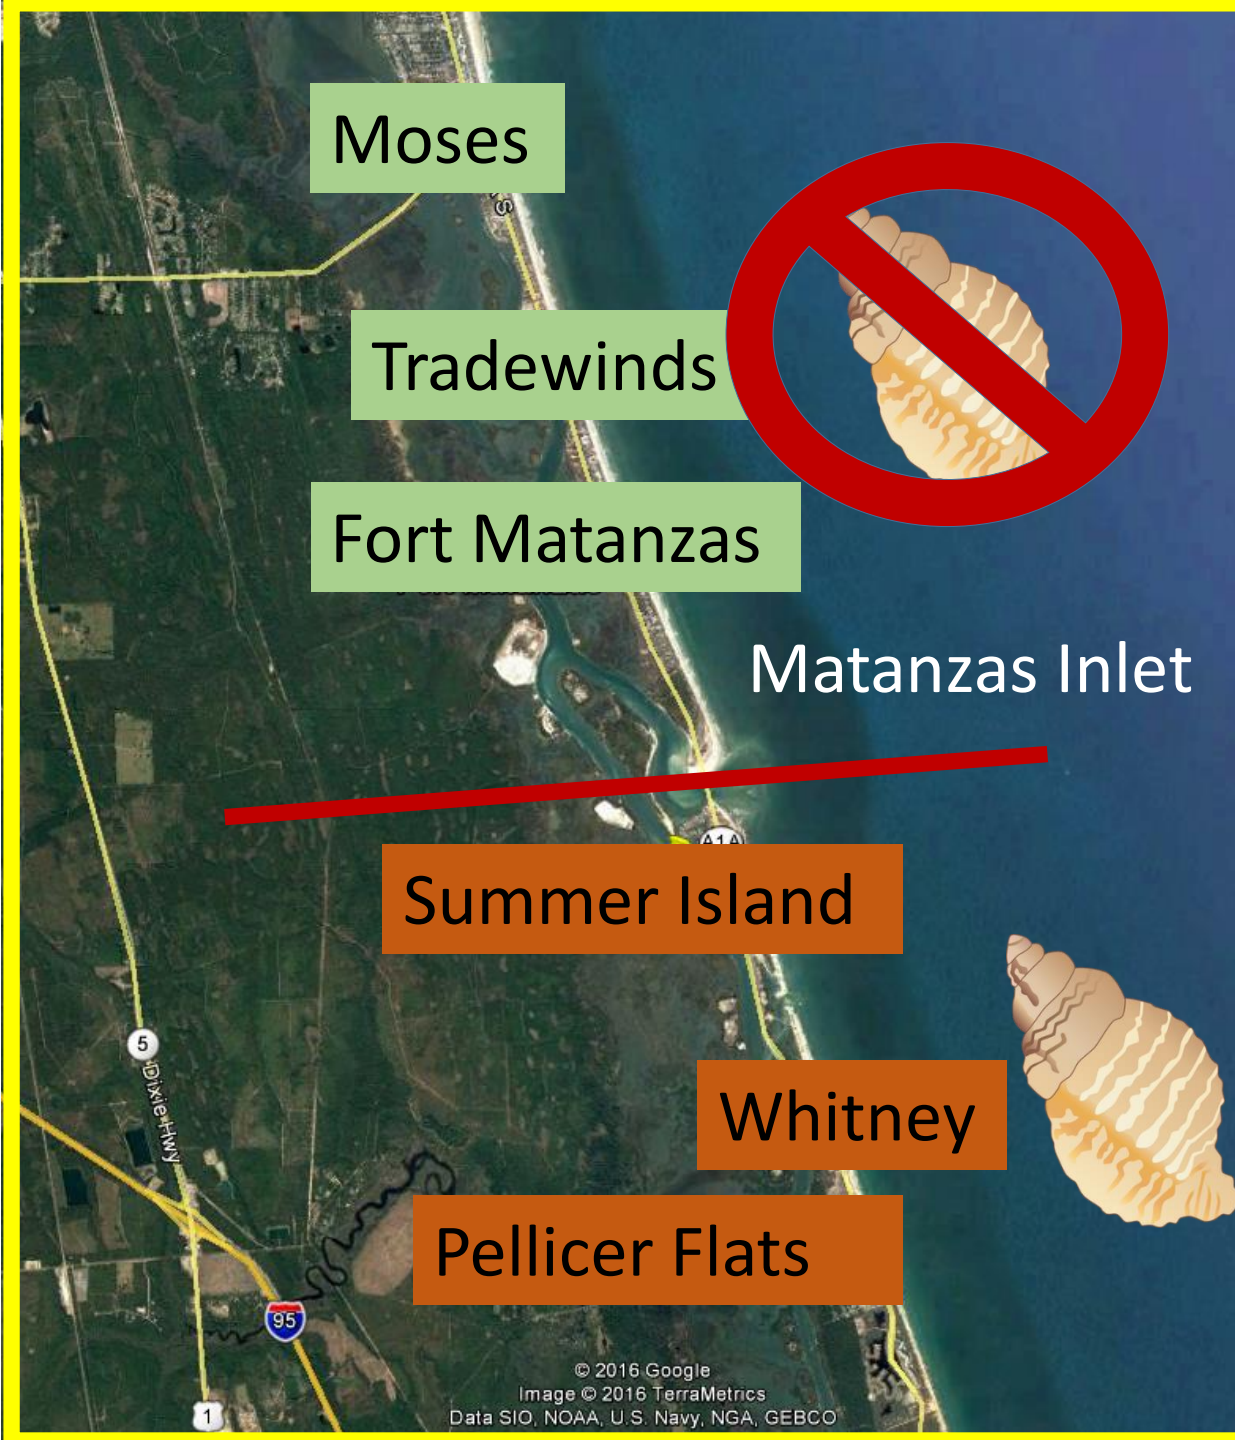 Moses
S
Tradewinds
Fort Matanzas
Matanzas Inlet
A1A
Summer Island
5
Dixie Hwy
Whitney
Pellicer Flats
95
© 2016 Google
1
Image © 2016 TerraMetrics
Data SIO, NOAA, U.S. Navy, NGA, GEBCO